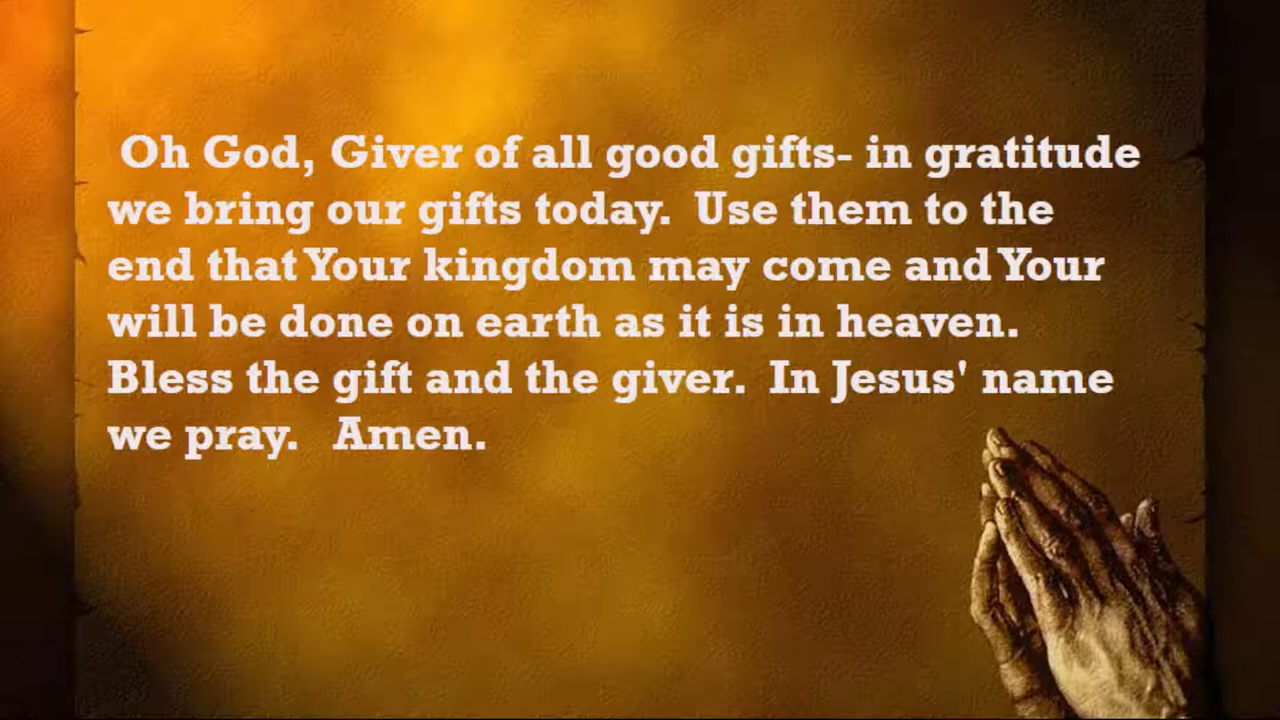 Oh God, Giver of all good gifts- in gratitude
we bring our gifts today.  Use them to the
end that Your kingdom may come and Your
will be done on earth as it is in heaven.
Bless the gift and the giver.  In Jesus' name
we pray.   Amen.